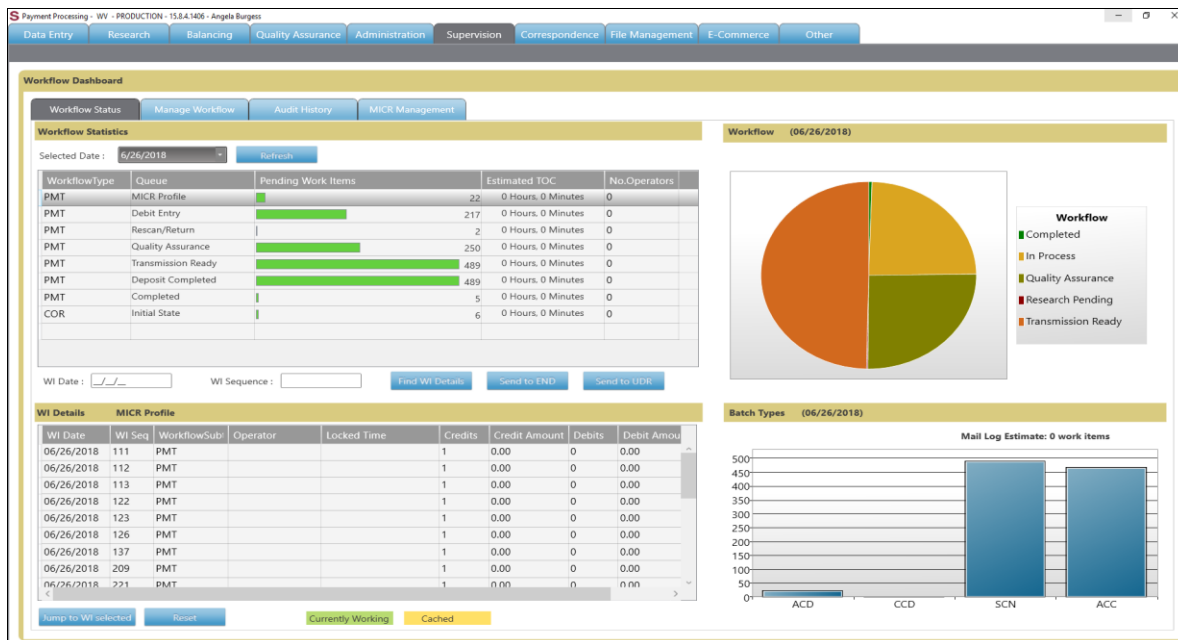 S Payment Processing - WV - PRODUCTION - 15.8.4.1406 - Angela Burgess
Data Entry Research Balancing Quality Assurance Administration Supervision Correspondence File Management E-Commerce Other
Workflow Dashboard
Workflow Status Manage Workflow Audit History MICR Management
Workflow Statistics
Selected Date : 6/26/2018 Refresh
WorkflowType Queue Pending Work Items Estimated TOC No.Operators
PMT MICR Profile 22 0 Hours, 0 Minutes 0
PMT Debit Entry 217 0 Hours, 0 Minutes 0
PMT Rescan/Return 2 0 Hours, 0 Minutes 0
PMT Quality Assurance 250 0 Hours, 0 Minutes 0
PMT Transmission Ready 489 0 Hours, 0 Minutes 0
PMT Deposit Completed 489 0 Hours, 0 Minutes 0
PMT Completed 5 0 Hours, 0 Minutes 0
COR Initial State 6 0 Hours, 0 Minutes 0
WI Date : _/_/_ WI Sequence : Find WI Details Send to END Send to UDR
Workflow (06/26/2018)
Workflow
Completed
In Process
Quality Assurance
Research Pending
Transmission Ready
WI Details MICR Profile
WI Date WI Seq WorkflowSub Operator Locked Time Credits Credit Amount Debits Debit Amou
06/26/2018 111 PMT 1 0.00 0 0.00
06/26/2018 112 PMT 1 0.00 0 0.00
06/26/2018 113 PMT 1 0.00 0 0.00
06/26/2018 122 PMT 1 0.00 0 0.00
06/26/2018 123 PMT 1 0.00 0 0.00
06/26/2018 126 PMT 1 0.00 0 0.00
06/26/2018 137 PMT 1 0.00 0 0.00
06/26/2018 209 PMT 1 0.00 0 0.00
06/26/2018 221 PMT 1 0.00 0 0.00
Jump to WI selected Reset Currently Working Cached
Batch Types (06/26/2018)
Mail Log Estimate: 0 work items
500
450
400
350
300
250
200
150
100
50
0
ACD CCD SCN ACC